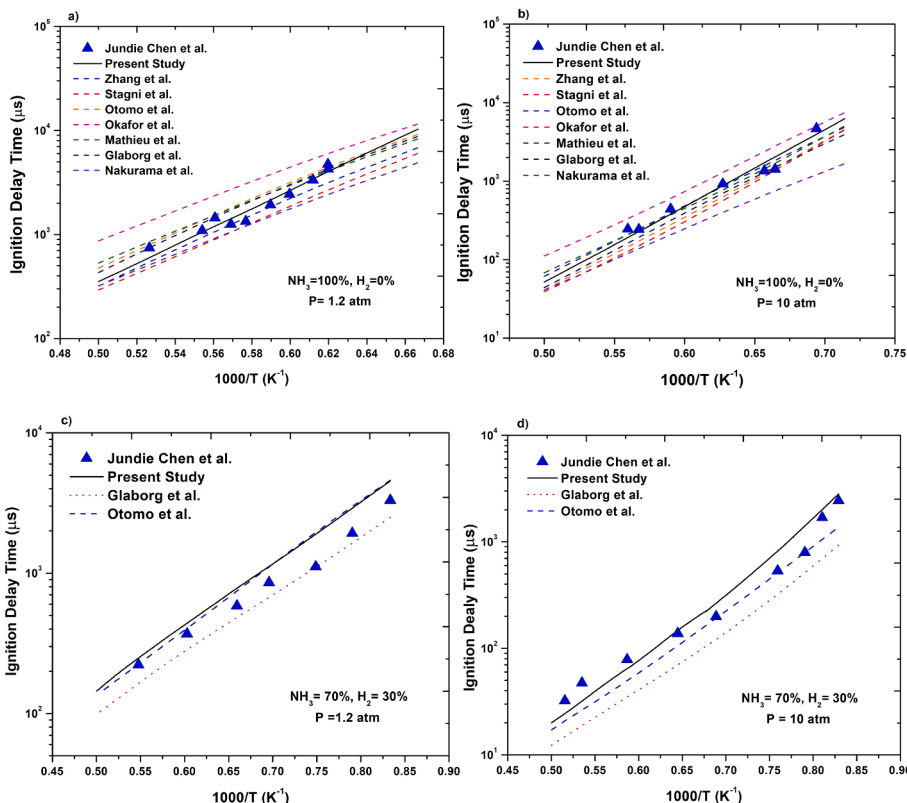 a)
Ignition Delay Time (μs)
10^5
10^4
10^3
10^2
Jundie Chen et al.
Present Study
Zhang et al.
Stagni et al.
Otomo et al.
Okafor et al.
Mathieu et al.
Glaborg et al.
Nakurama et al.
NH3=100%, H2=0%
P= 1.2 atm
0.48 0.50 0.52 0.54 0.56 0.58 0.60 0.62 0.64 0.66 0.68
1000/T (K^-1)
b)
Ignition Delay Time (μs)
10^5
10^4
10^3
10^2
10^1
Jundie Chen et al.
Present Study
Zhang et al.
Stagni et al.
Otomo et al.
Okafor et al.
Mathieu et al.
Glaborg et al.
Nakurama et al.
NH3=100%, H2=0%
P= 10 atm
0.50 0.55 0.60 0.65 0.70 0.75
1000/T (K^-1)
c)
Ignition Delay Time (μs)
10^4
10^3
10^2
Jundie Chen et al.
Present Study
Glaborg et al.
Otomo et al.
NH3= 70%, H2= 30%
P =1.2 atm
0.45 0.50 0.55 0.60 0.65 0.70 0.75 0.80 0.85 0.90
1000/T (K^-1)
d)
Ignition Dealy Time (μs)
10^4
10^3
10^2
10^1
Jundie Chen et al.
Present Study
Glaborg et al.
Otomo et al.
NH3= 70%, H2= 30%
P = 10 atm
0.45 0.50 0.55 0.60 0.65 0.70 0.75 0.80 0.85 0.90
1000/T (K^-1)